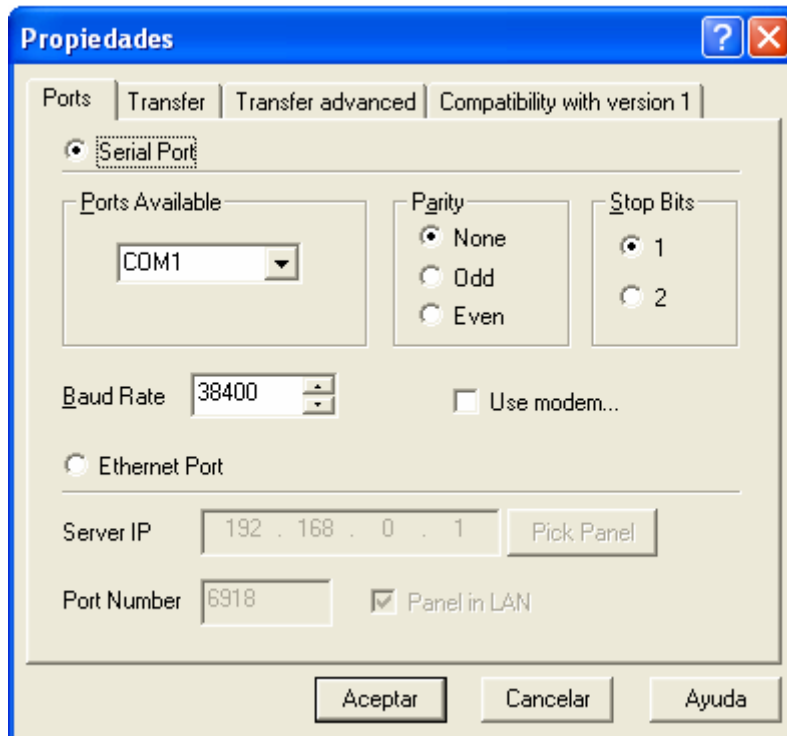 Propiedades
Ports Transfer Transfer advanced Compatibility with version 1
Serial Port
Ports Available Parity Stop Bits
COM1 None 1
Odd
Even 2
Baud Rate 38400 Use modem...
Ethernet Port
Server IP 192 . 168 . 0 . 1 Pick Panel
Port Number 6918 Panel in LAN
Aceptar Cancelar Ayuda